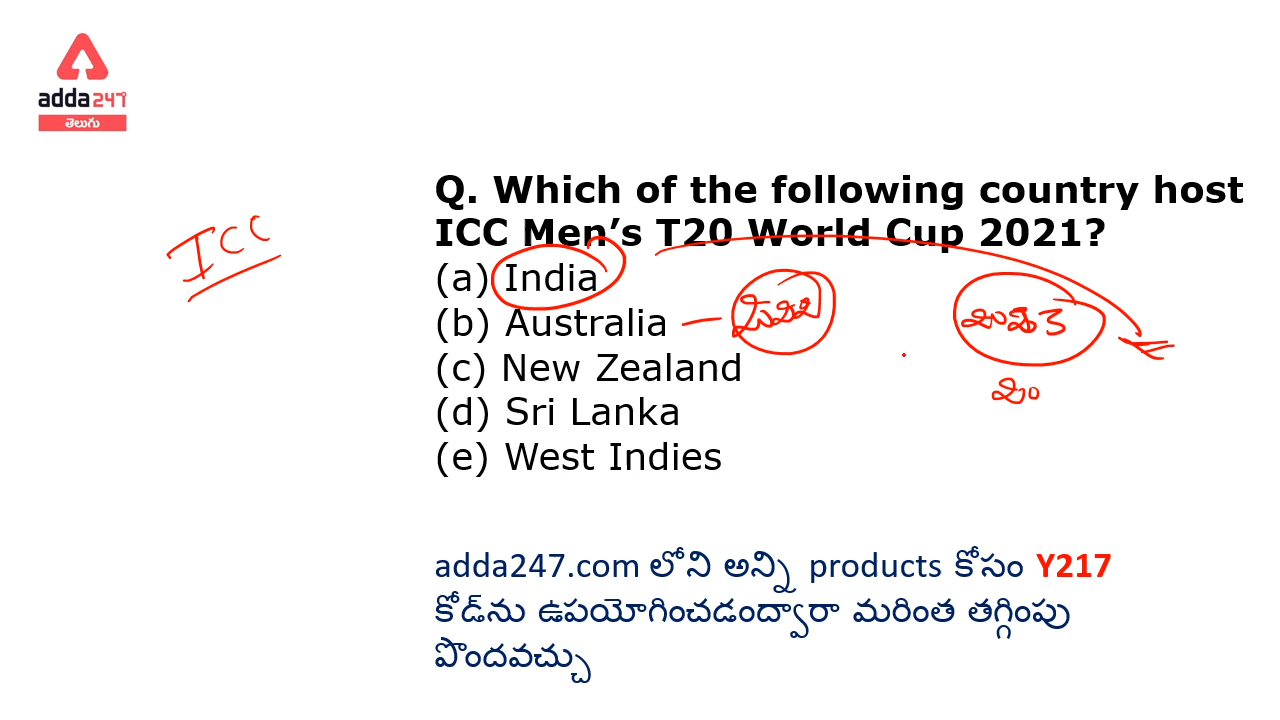 adda247
తెలుగు
Q. Which of the following country host
ICC Men’s T20 World Cup 2021?
ICC
(a) India
(b) Australia
(c) New Zealand
(d) Sri Lanka
(e) West Indies
adda247.com లోని అన్ని products కోసం Y217
కోడ్‌ను ఉపయోగించడంద్వారా మరింత తగ్గింపు
పొందవచ్చు